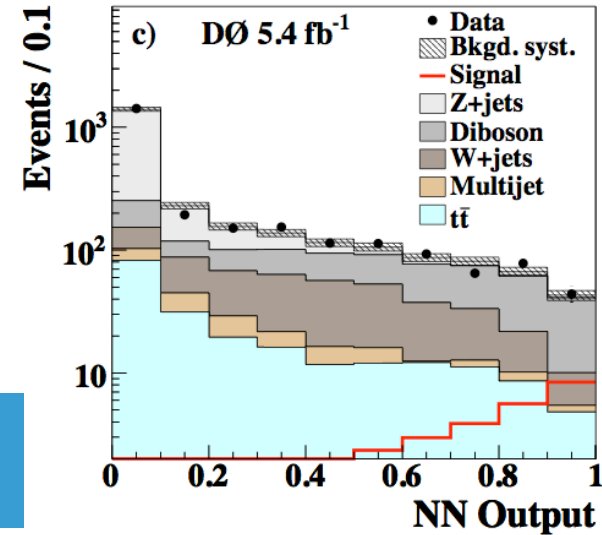 c) DØ 5.4 fb⁻¹
Data
Bkgd. syst.
Signal
Z+jets
Diboson
W+jets
Multijet
tt̄
Events / 0.1
10³
10²
10
0 0.2 0.4 0.6 0.8 1
NN Output